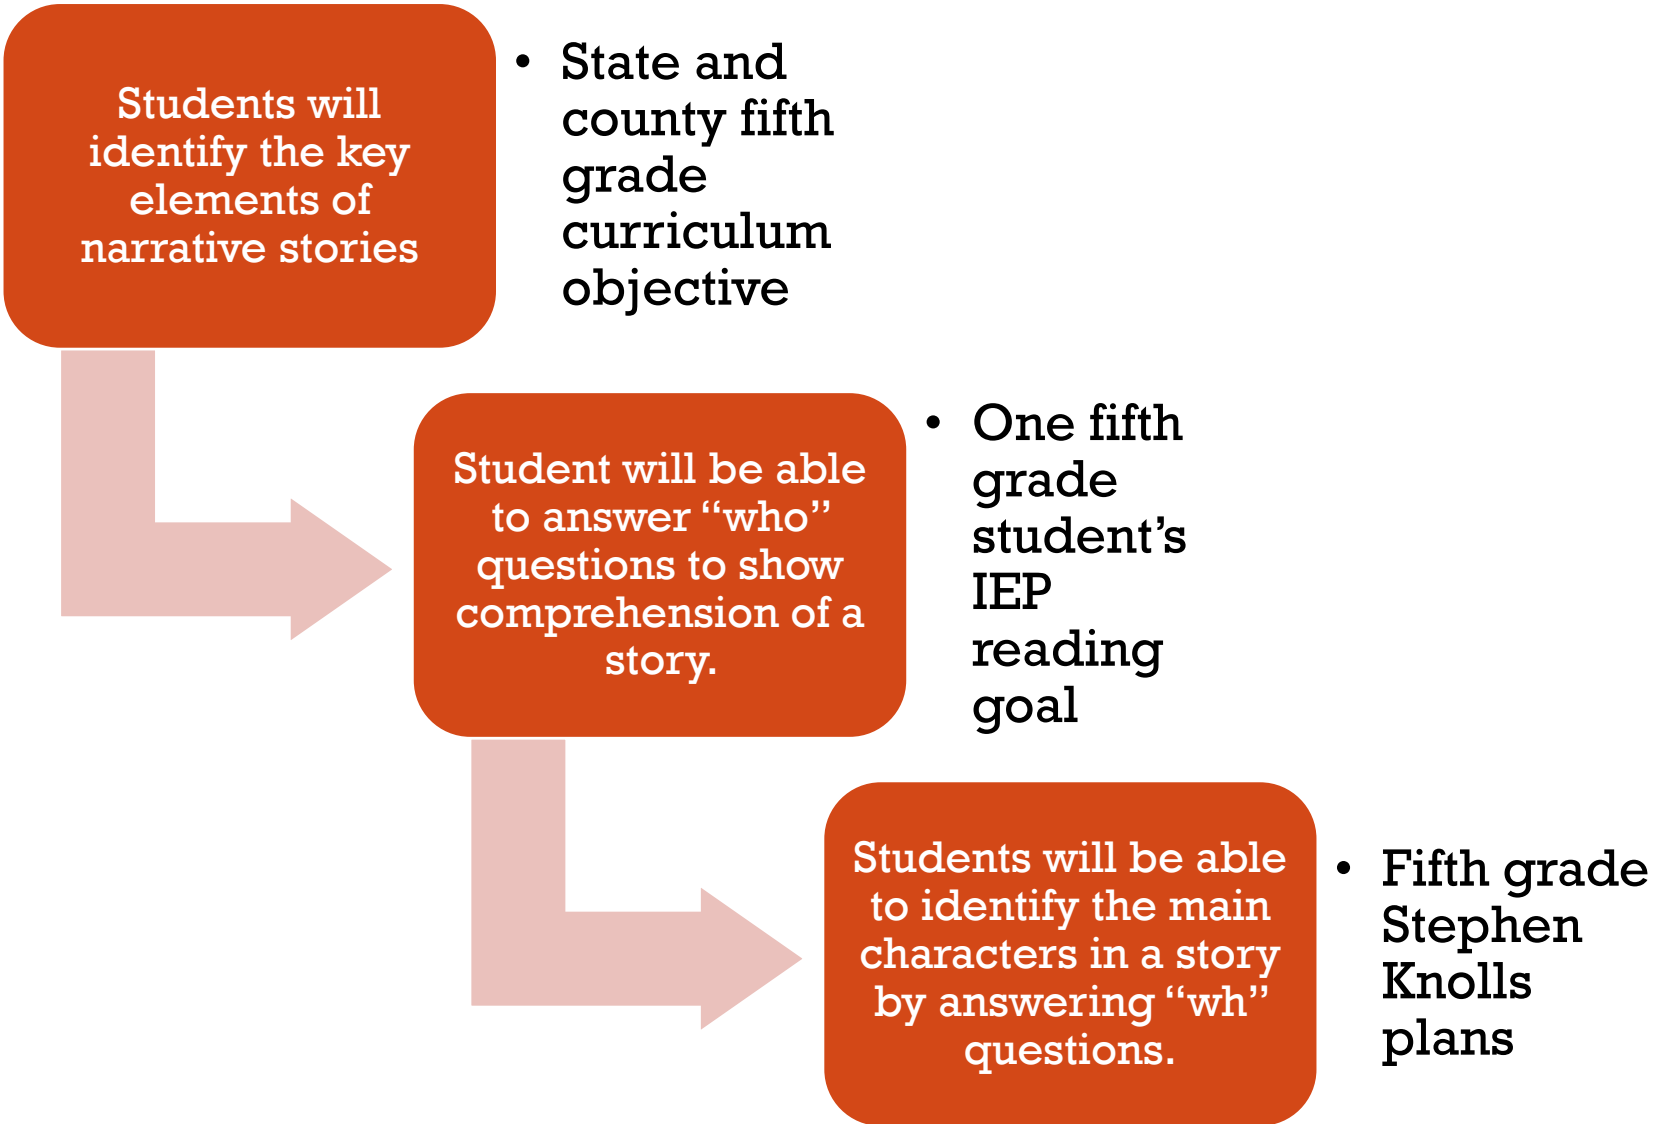 Students will
identify the key
elements of
narrative stories
• State and
county fifth
grade
curriculum
objective
Student will be able
to answer “who”
questions to show
comprehension of a
story.
• One fifth
grade
student’s
IEP
reading
goal
Students will be able
to identify the main
characters in a story
by answering “wh”
questions.
• Fifth grade
Stephen
Knolls
plans